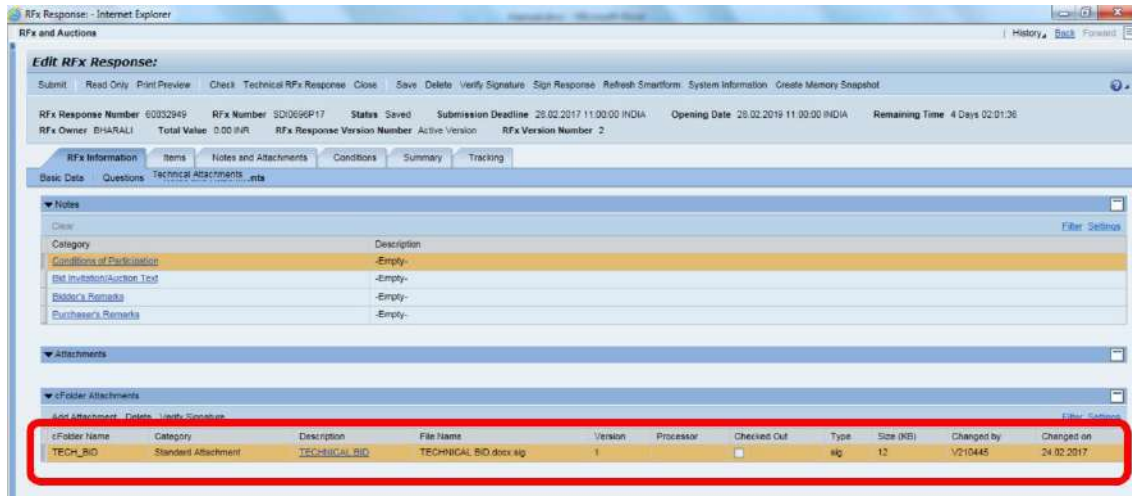 RFx Response: - Internet Explorer
RFx and Auctions
History Back Forward
Edit RFx Response:
Submit Read Only Print Preview Check Technical RFx Response Close Save Delete Verify Signature Sign Response Refresh Smartform System Information Create Memory Snapshot
RFx Response Number 60032949 RFx Number SDI0696P17 Status Saved Submission Deadline 28.02.2017 11:00:00 INDIA Opening Date 28.02.2019 11:00:00 INDIA Remaining Time 4 Days 02:01:36
RFx Owner BHARALI Total Value 0.00 INR RFx Response Version Number Active Version RFx Version Number 2
RFx Information Items Notes and Attachments Conditions Summary Tracking
Basic Data Questions Technical Attachments nts
Notes
Clear Filter Settings
Category Description
Conditions of Participation -Empty-
Bid Invitation/Auction Text -Empty-
Bidder's Remarks -Empty-
Purchaser's Remarks -Empty-
Attachments
cFolder Attachments
Add Attachment Delete Verify Signature Filter Settings
cFolder Name Category Description File Name Version Processor Checked Out Type Size (KB) Changed by Changed on
TECH_BID Standard Attachment TECHNICAL BID TECHNICAL BID.docx.sig 1 sig 12 V210445 24.02.2017